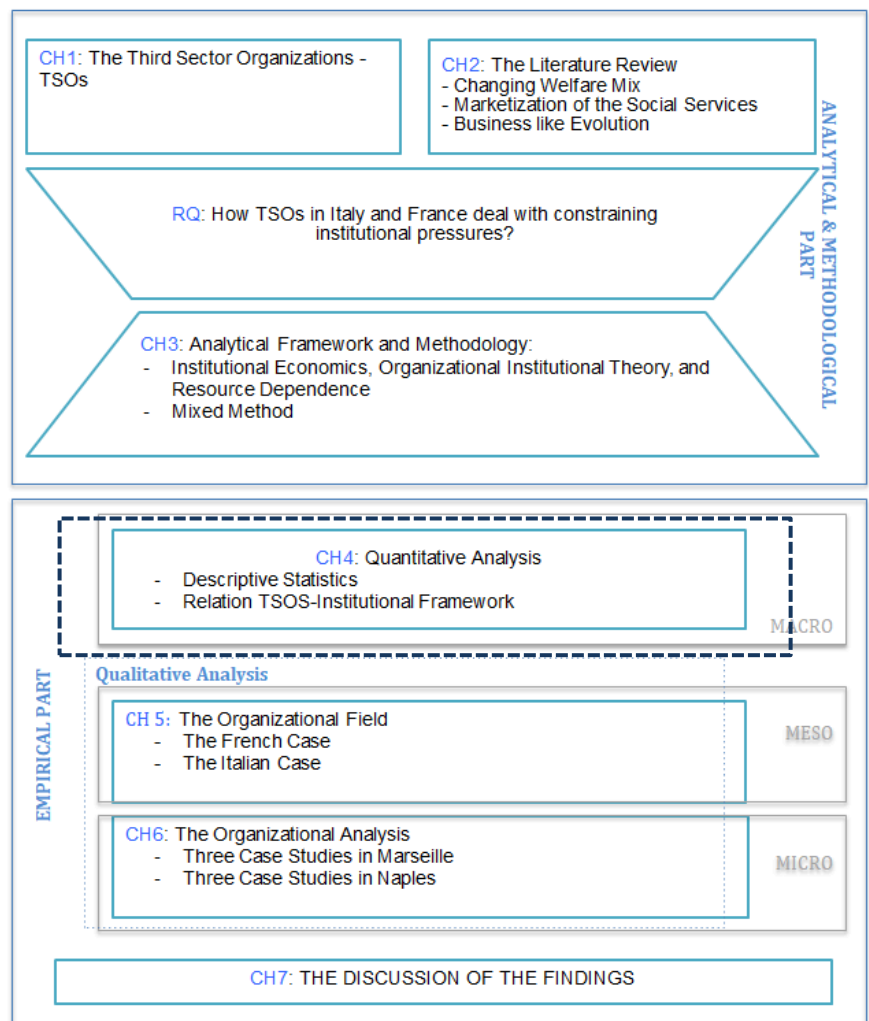 CH1: The Third Sector Organizations -
TSOs
CH2: The Literature Review
- Changing Welfare Mix
- Marketization of the Social Services
- Business like Evolution
ANALYTICAL & METHODOLOGICAL
PART
RQ: How TSOs in Italy and France deal with constraining
institutional pressures?
CH3: Analytical Framework and Methodology:
- Institutional Economics, Organizational Institutional Theory, and
Resource Dependence
- Mixed Method
CH4: Quantitative Analysis
- Descriptive Statistics
- Relation TSOS-Institutional Framework
MACRO
EMPIRICAL PART
Qualitative Analysis
CH 5: The Organizational Field
- The French Case
- The Italian Case
MESO
CH6: The Organizational Analysis
- Three Case Studies in Marseille
- Three Case Studies in Naples
MICRO
CH7: THE DISCUSSION OF THE FINDINGS